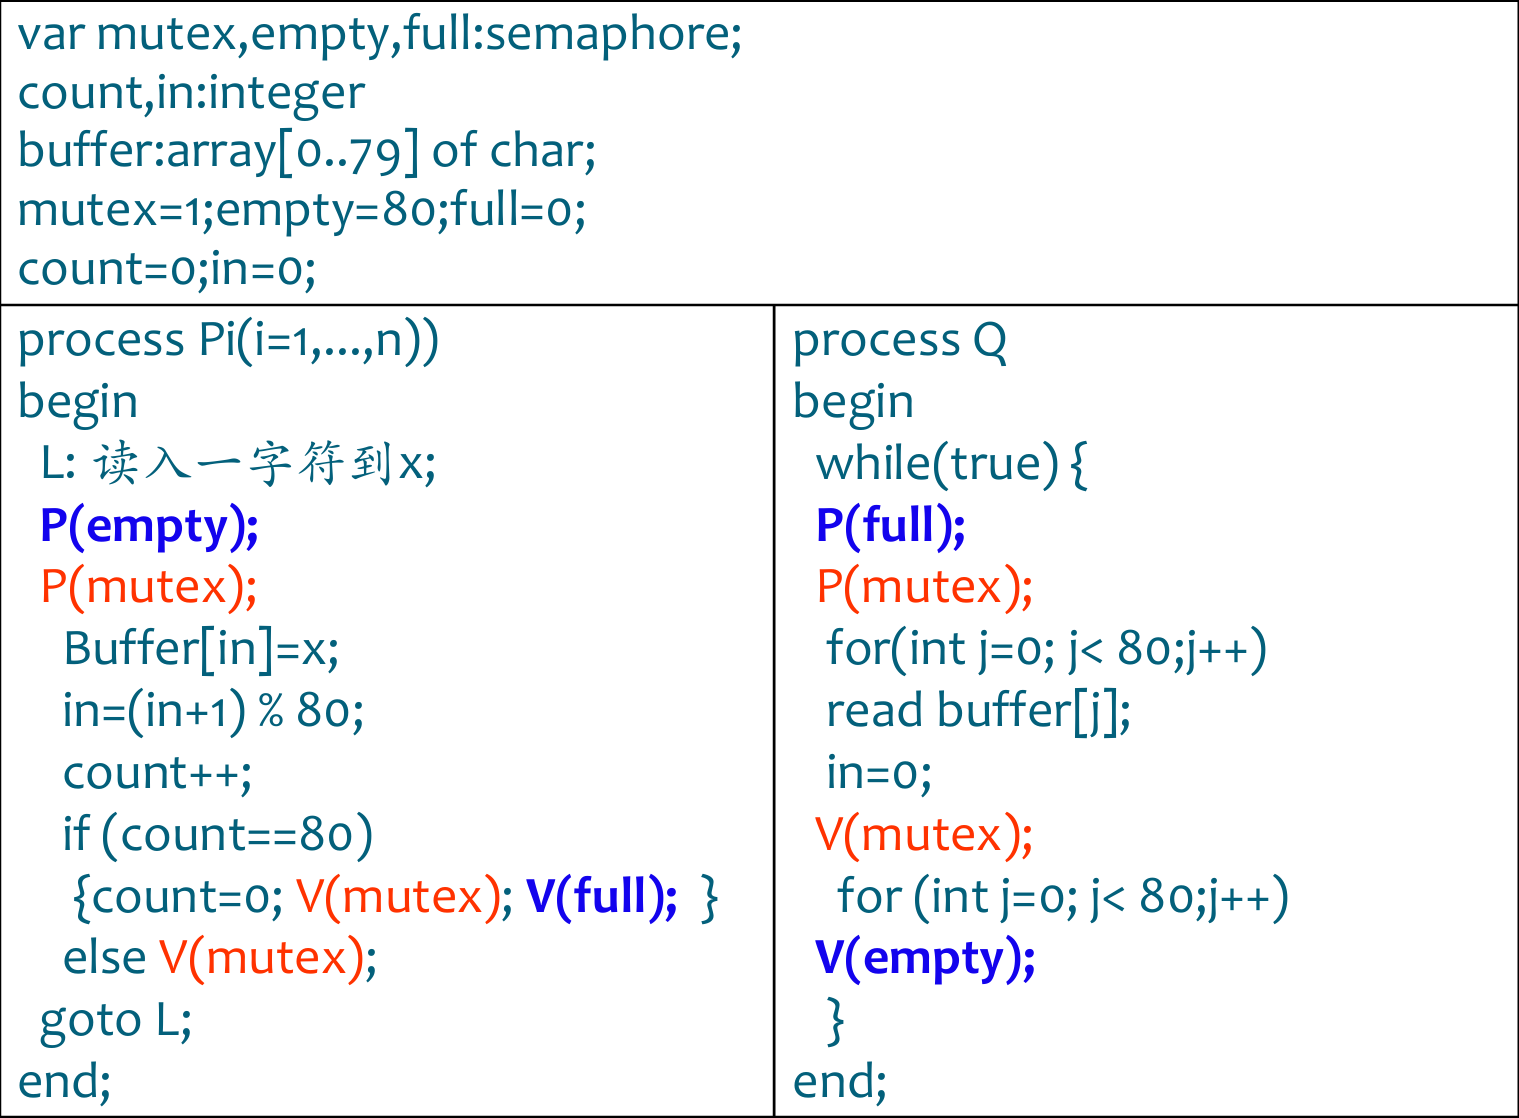 var mutex,empty,full:semaphore;
count,in:integer
buffer:array[0..79] of char;
mutex=1;empty=80;full=0;
count=0;in=0;
process Pi(i=1,...,n))
begin
L: 读入一字符到x;
P(empty);
P(mutex);
Buffer[in]=x;
in=(in+1) % 80;
count++;
if (count==80)
{count=0; V(mutex); V(full); }
else V(mutex);
goto L;
end;
process Q
begin
while(true) {
P(full);
P(mutex);
for(int j=0; j< 80;j++)
read buffer[j];
in=0;
V(mutex);
for (int j=0; j< 80;j++)
V(empty);
}
end;